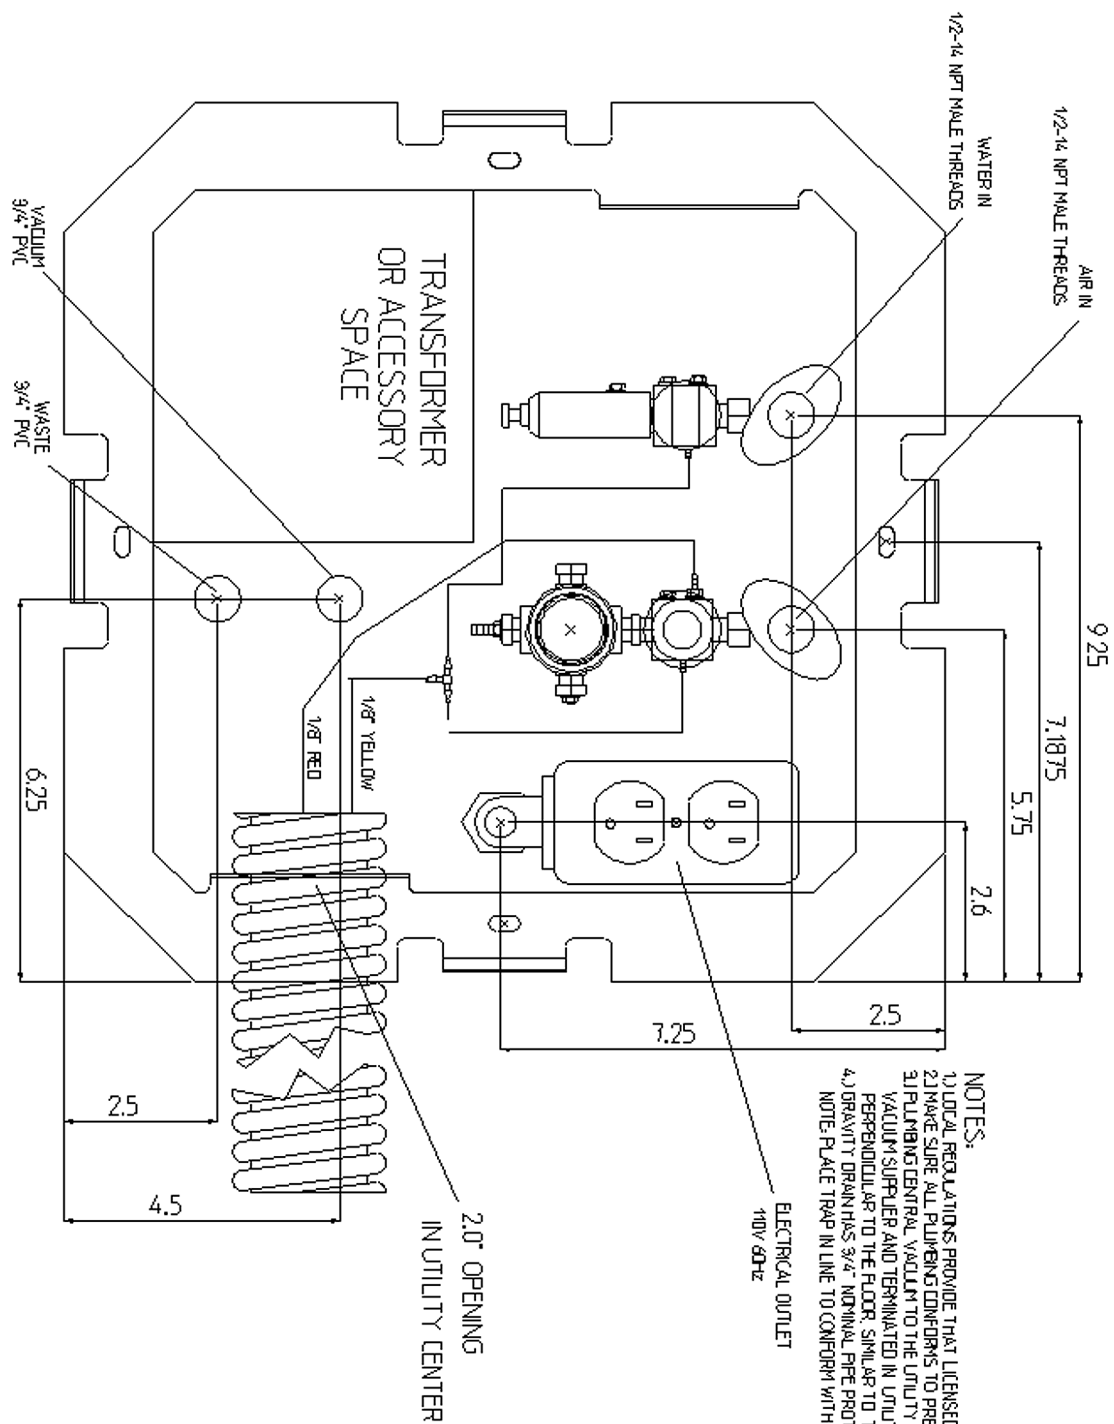 1/2-14 NPT MALE THREADS
WATER IN
1/2-14 NPT MALE THREADS
AIR IN
VACUUM
3/4" PVC
WASTE
3/4" PVC
TRANSFORMER
OR ACCESSORY
SPACE
1/8" YELLOW
1/8" RED
9.25
7.1875
5.75
2.6
2.5
7.25
6.25
2.5
4.5
2.0" OPENING
IN UTILITY CENTER
ELECTRICAL OUTLET
110V 60Hz
NOTES:
1.) LOCAL REGULATIONS PROVIDE THAT LICENSED
2.) MAKE SURE ALL PLUMBING CONFORMS TO PRE
3.) PLUMBING CENTRAL VACUUM TO THE UTILITY
VACUUM SUPPLIER AND TERMINATED IN UTILI
PERPENDICULAR TO THE FLOOR, SIMILAR TO T
4.) GRAVITY DRAIN HAS 3/4" NOMINAL PIPE PROT
NOTE: PLACE TRAP IN LINE TO CONFORM WITH